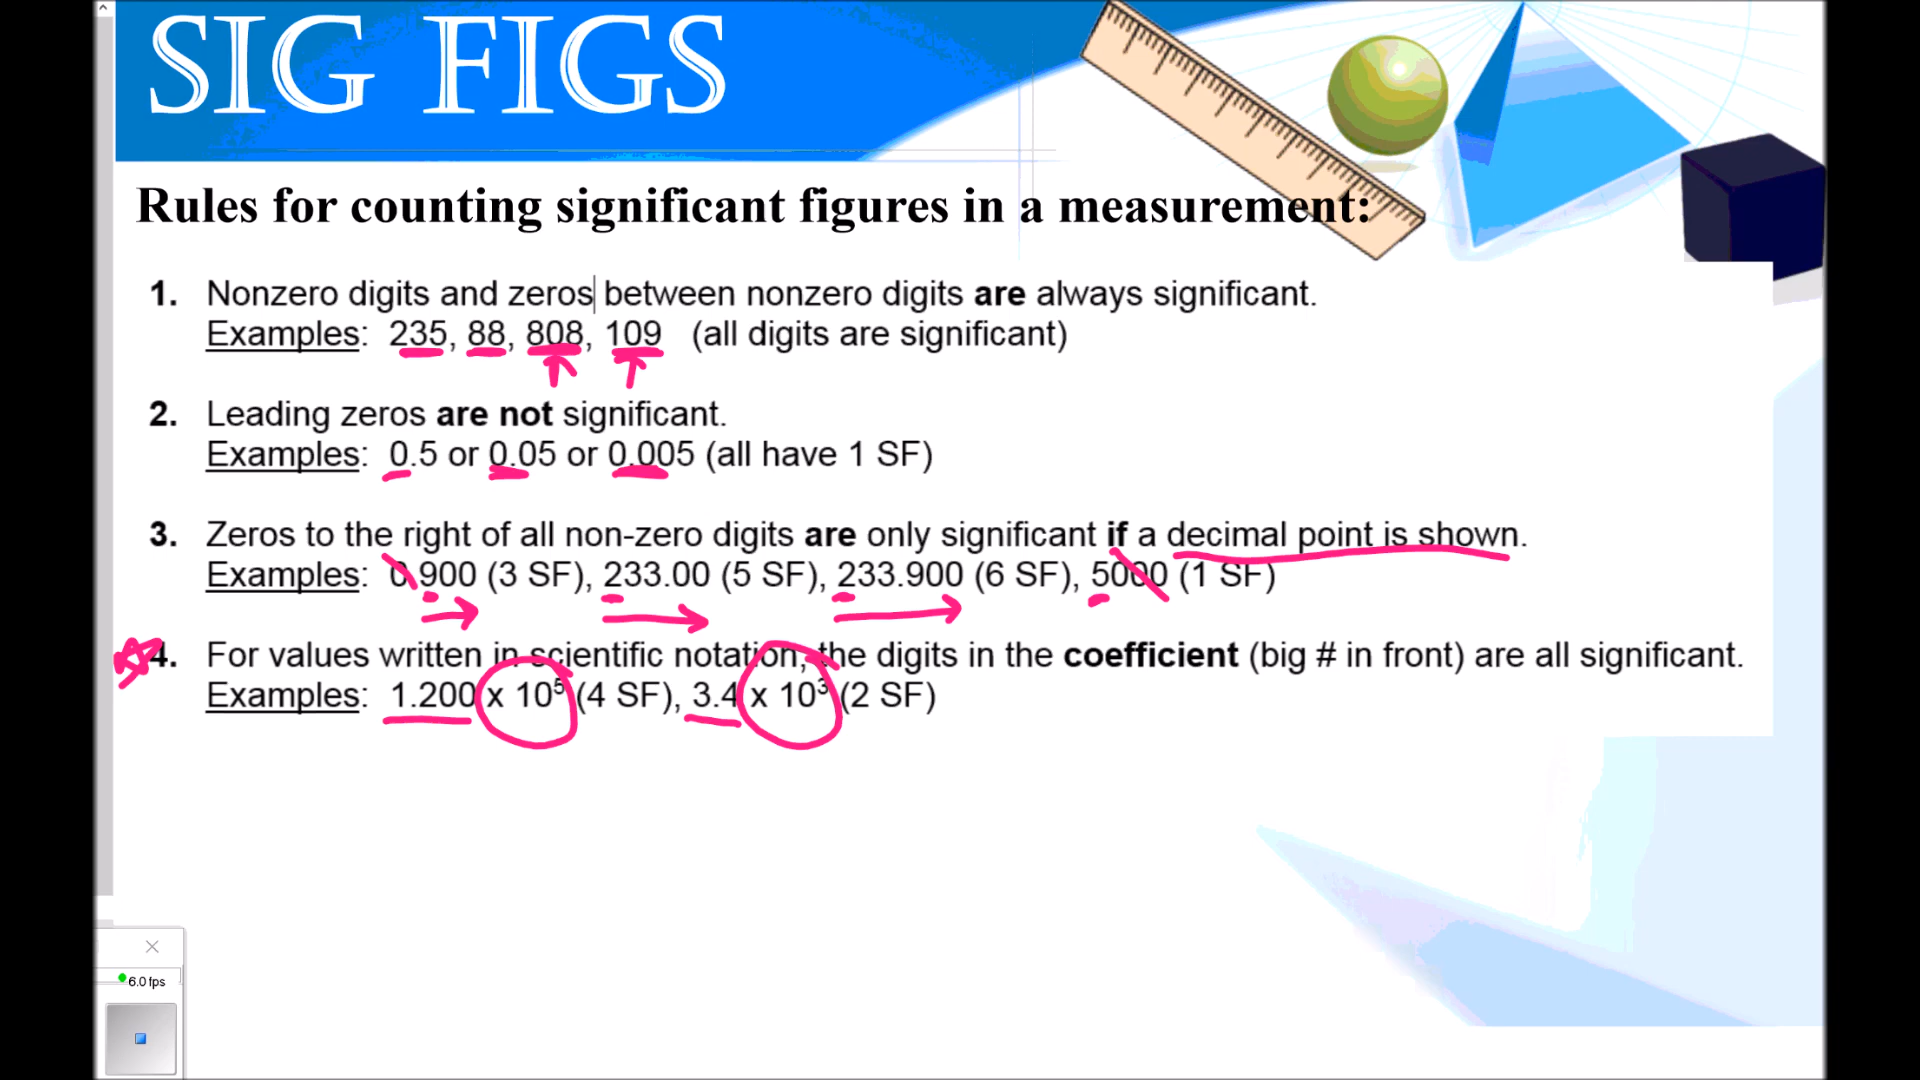 SIG FIGS
Rules for counting significant figures in a measurement:
1. Nonzero digits and zeros between nonzero digits are always significant.
Examples: 235, 88, 808, 109 (all digits are significant)
2. Leading zeros are not significant.
Examples: 0.5 or 0.05 or 0.005 (all have 1 SF)
3. Zeros to the right of all non-zero digits are only significant if a decimal point is shown.
Examples: 0.900 (3 SF), 233.00 (5 SF), 233.900 (6 SF), 5000 (1 SF)
4. For values written in scientific notation, the digits in the coefficient (big # in front) are all significant.
Examples: 1.200 x 10⁵ (4 SF), 3.4 x 10³ (2 SF)
6.0 fps